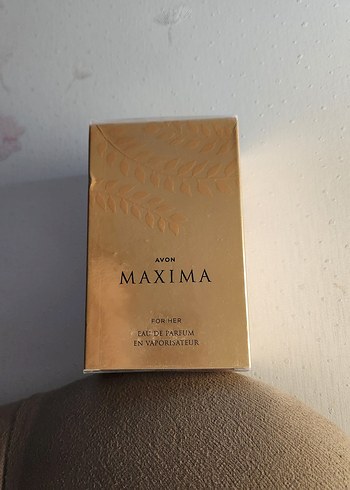 AVON
MAXIMA
FOR HER
EAU DE PARFUM
EN VAPORISATEUR